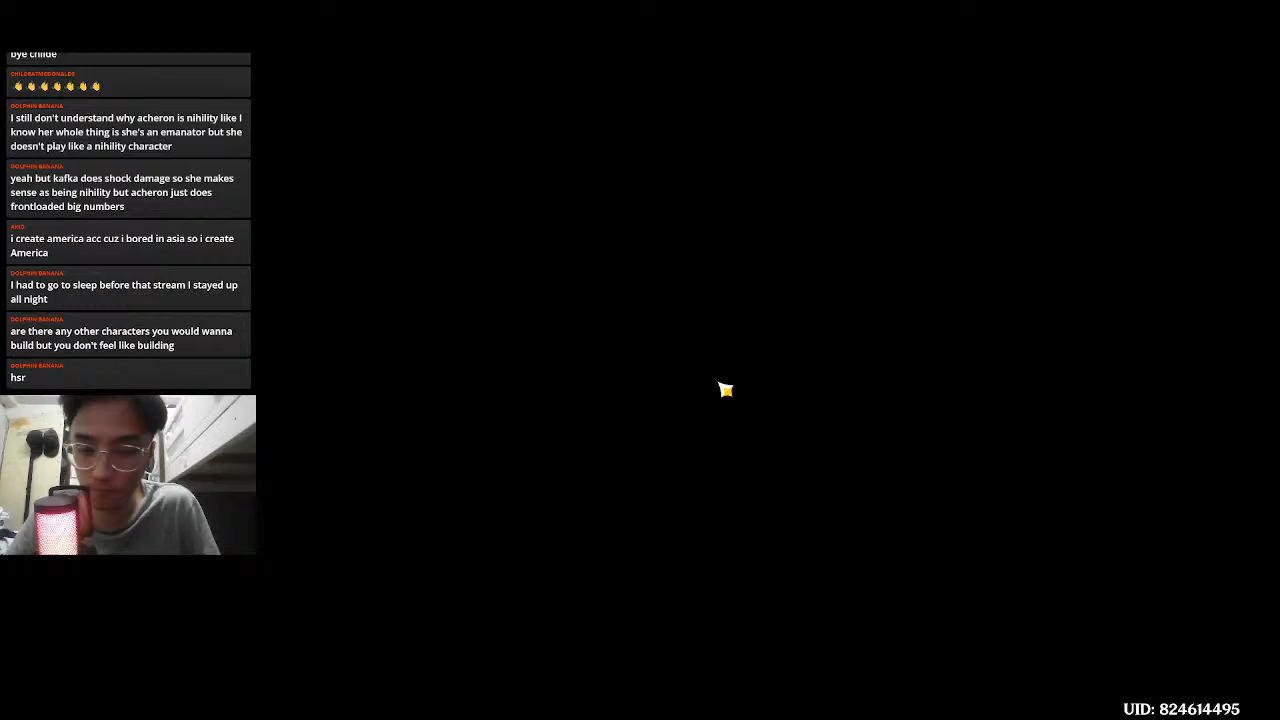 bye childe
CHILDEATMCDONALDS
👏👏👏👏👏👏👏
DOLPHIN BANANA
I still don't understand why acheron is nihility like I
know her whole thing is she's an emanator but she
doesn't play like a nihility character
DOLPHIN BANANA
yeah but kafka does shock damage so she makes
sense as being nihility but acheron just does
frontloaded big numbers
i create america acc cuz i bored in asia so i create
America
DOLPHIN BANANA
I had to go to sleep before that stream I stayed up
all night
DOLPHIN BANANA
are there any other characters you would wanna
build but you don't feel like building
DOLPHIN BANANA
hsr
UID: 824614495